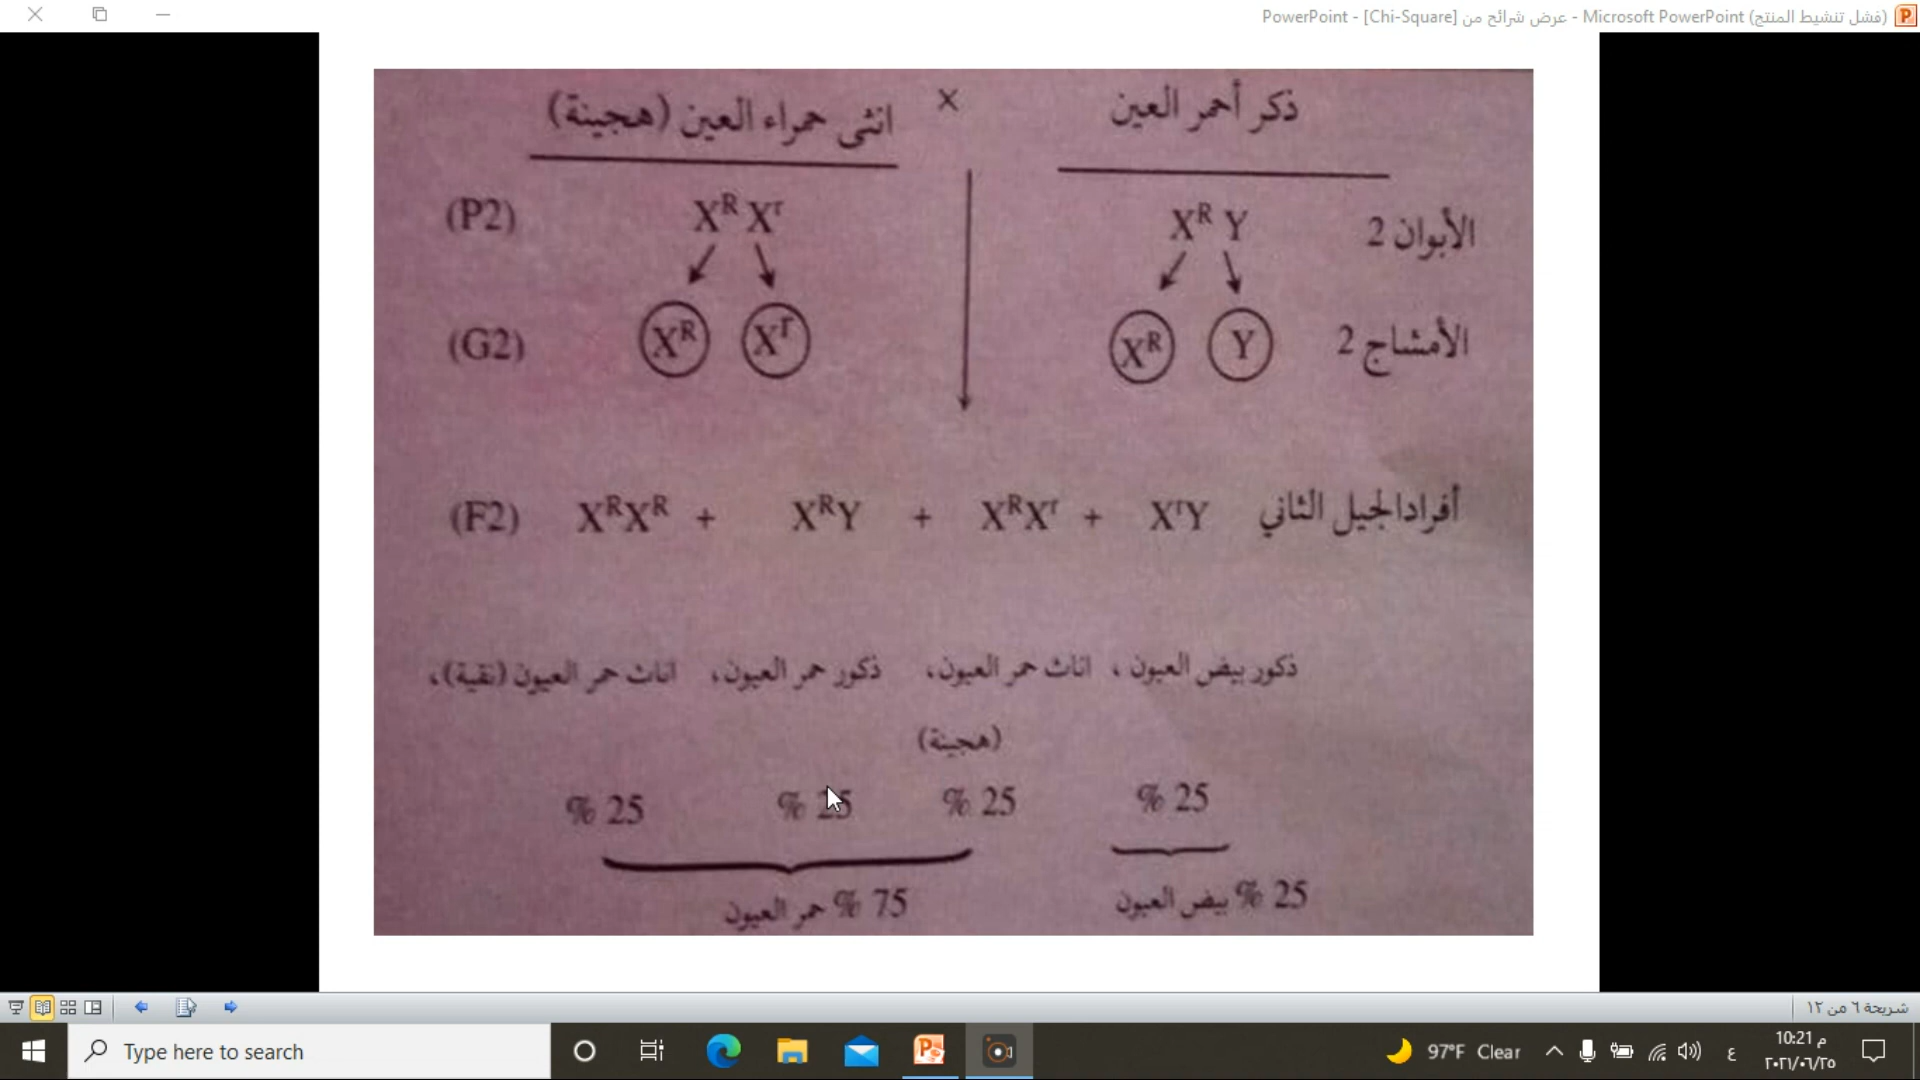 PowerPoint - [Chi-Square] عرض شرائح من - Microsoft PowerPoint (فشل تنشيط المنتج)
ذكر أحمر العين × انثى حمراء العين (هجينة)
(P2) XᴿXʳ XᴿY الأبوان 2
(G2) Xᴿ Xʳ Xᴿ Y الأمشاج 2
(F2) XᴿXᴿ + XᴿY + XᴿXʳ + XʳY أفراد الجيل الثاني
ذكور بيض العيون ، اناث حمر العيون، ذكور حمر العيون، اناث حمر العيون (نقية)،
(هجينة)
% 25 % 25 % 25 % 25
75 % حمر العيون 25 % بيض العيون
شريحة ٦ من ١٢
Type here to search
97°F Clear
ع
10:21 م
٢٠٢١/٠٦/٢٥